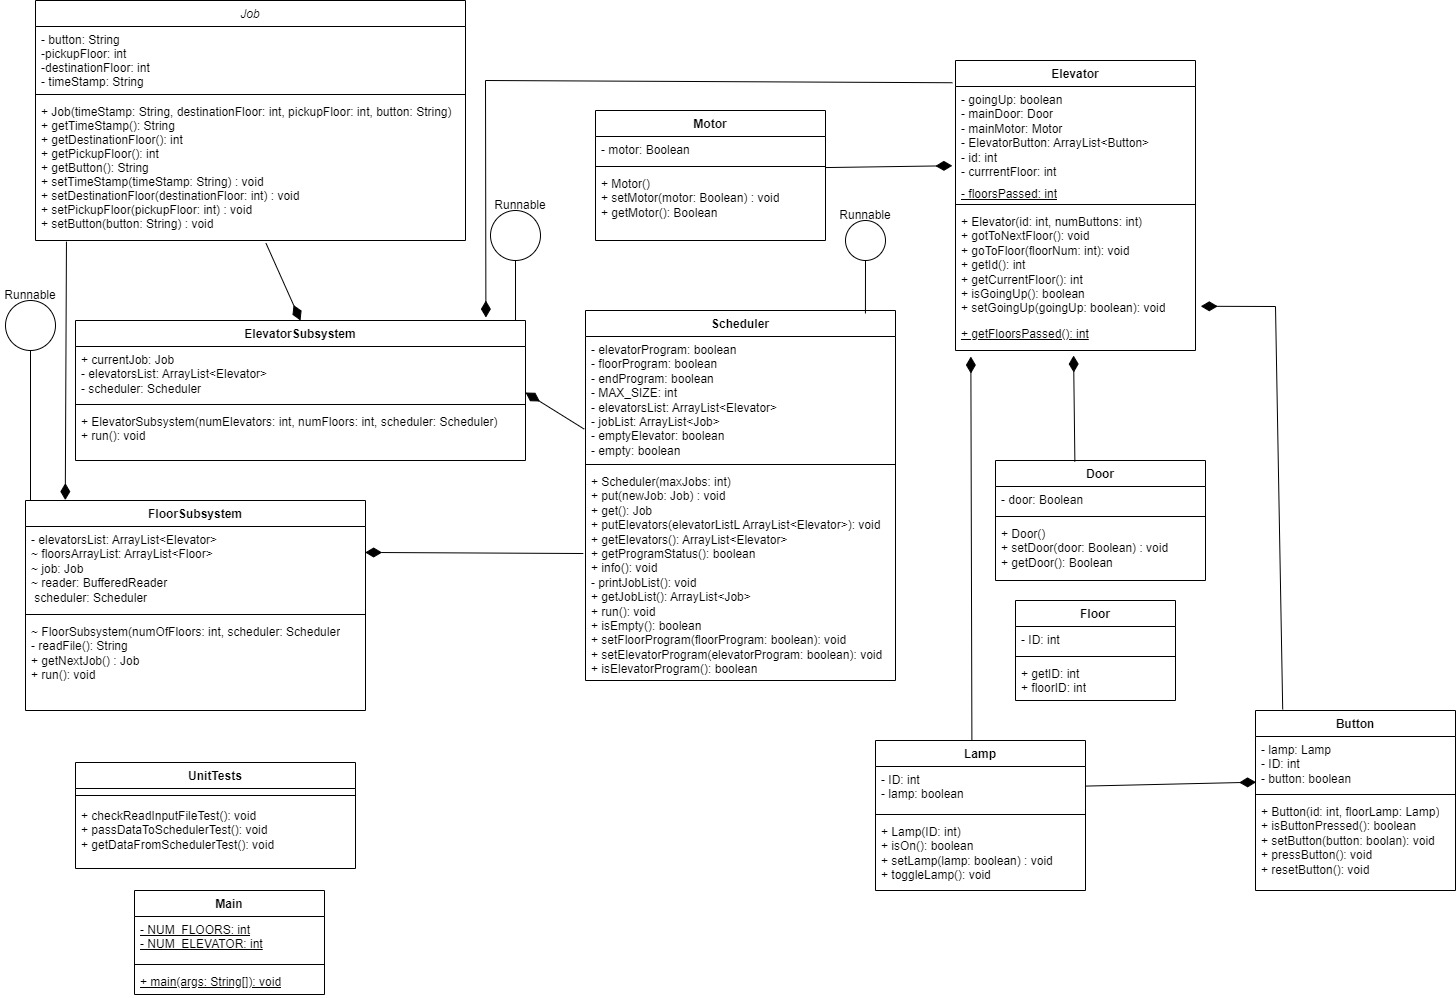 Job
- button: String
-pickupFloor: int
-destinationFloor: int
- timeStamp: String
+ Job(timeStamp: String, destinationFloor: int, pickupFloor: int, button: String)
+ getTimeStamp(): String
+ getDestinationFloor(): int
+ getPickupFloor(): int
+ getButton(): String
+ setTimeStamp(timeStamp: String) : void
+ setDestinationFloor(destinationFloor: int) : void
+ setPickupFloor(pickupFloor: int) : void
+ setButton(button: String) : void
Runnable
Motor
- motor: Boolean
+ Motor()
+ setMotor(motor: Boolean) : void
+ getMotor(): Boolean
Runnable
Elevator
- goingUp: boolean
- mainDoor: Door
- mainMotor: Motor
- ElevatorButton: ArrayList<Button>
- id: int
- currrentFloor: int
- floorsPassed: int
+ Elevator(id: int, numButtons: int)
+ gotToNextFloor(): void
+ goToFloor(floorNum: int): void
+ getId(): int
+ getCurrentFloor(): int
+ isGoingUp(): boolean
+ setGoingUp(goingUp: boolean): void
+ getFloorsPassed(): int
Runnable
ElevatorSubsystem
+ currentJob: Job
- elevatorsList: ArrayList<Elevator>
- scheduler: Scheduler
+ ElevatorSubsystem(numElevators: int, numFloors: int, scheduler: Scheduler)
+ run(): void
Scheduler
- elevatorProgram: boolean
- floorProgram: boolean
- endProgram: boolean
- MAX_SIZE: int
- elevatorsList: ArrayList<Elevator>
- jobList: ArrayList<Job>
- emptyElevator: boolean
- empty: boolean
+ Scheduler(maxJobs: int)
+ put(newJob: Job) : void
+ get(): Job
+ putElevators(elevatorListL ArrayList<Elevator>): void
+ getElevators(): ArrayList<Elevator>
+ getProgramStatus(): boolean
+ info(): void
- printJobList(): void
+ getJobList(): ArrayList<Job>
+ run(): void
+ isEmpty(): boolean
+ setFloorProgram(floorProgram: boolean): void
+ setElevatorProgram(elevatorProgram: boolean): void
+ isElevatorProgram(): boolean
FloorSubsystem
- elevatorsList: ArrayList<Elevator>
~ floorsArrayList: ArrayList<Floor>
~ job: Job
~ reader: BufferedReader
scheduler: Scheduler
~ FloorSubsystem(numOfFloors: int, scheduler: Scheduler
- readFile(): String
+ getNextJob() : Job
+ run(): void
Door
- door: Boolean
+ Door()
+ setDoor(door: Boolean) : void
+ getDoor(): Boolean
Floor
- ID: int
+ getID: int
+ floorID: int
Lamp
- ID: int
- lamp: boolean
+ Lamp(ID: int)
+ isOn(): boolean
+ setLamp(lamp: boolean) : void
+ toggleLamp(): void
Button
- lamp: Lamp
- ID: int
- button: boolean
+ Button(id: int, floorLamp: Lamp)
+ isButtonPressed(): boolean
+ setButton(button: boolan): void
+ pressButton(): void
+ resetButton(): void
UnitTests
+ checkReadInputFileTest(): void
+ passDataToSchedulerTest(): void
+ getDataFromSchedulerTest(): void
Main
- NUM_FLOORS: int
- NUM_ELEVATOR: int
+ main(args: String[]): void